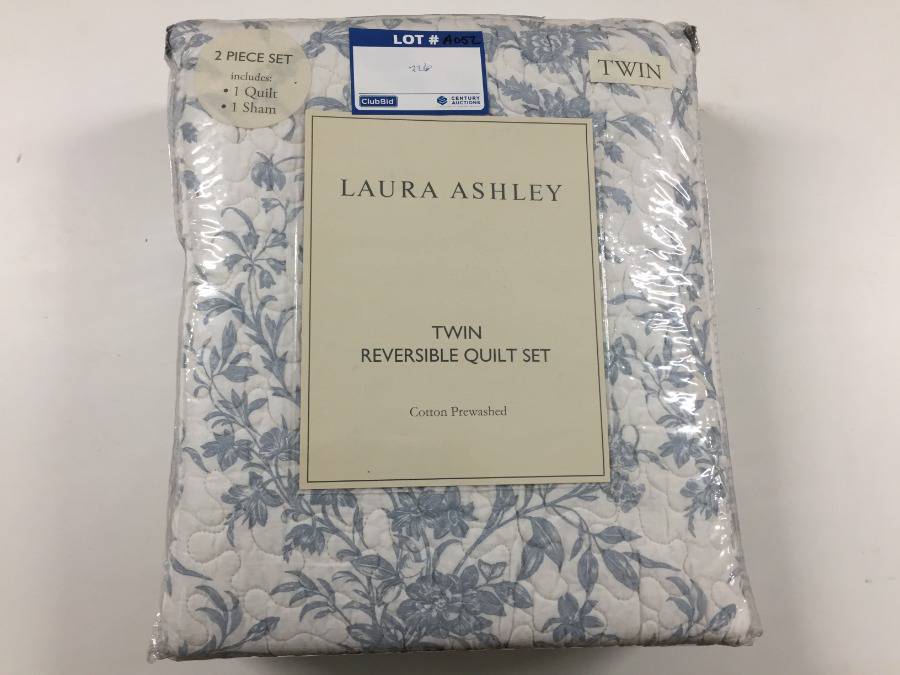 2 PIECE SET
includes:
• 1 Quilt
• 1 Sham
LOT # A052
ClubBid
CENTURY
AUCTIONS
TWIN
LAURA ASHLEY
TWIN
REVERSIBLE QUILT SET
Cotton Prewashed